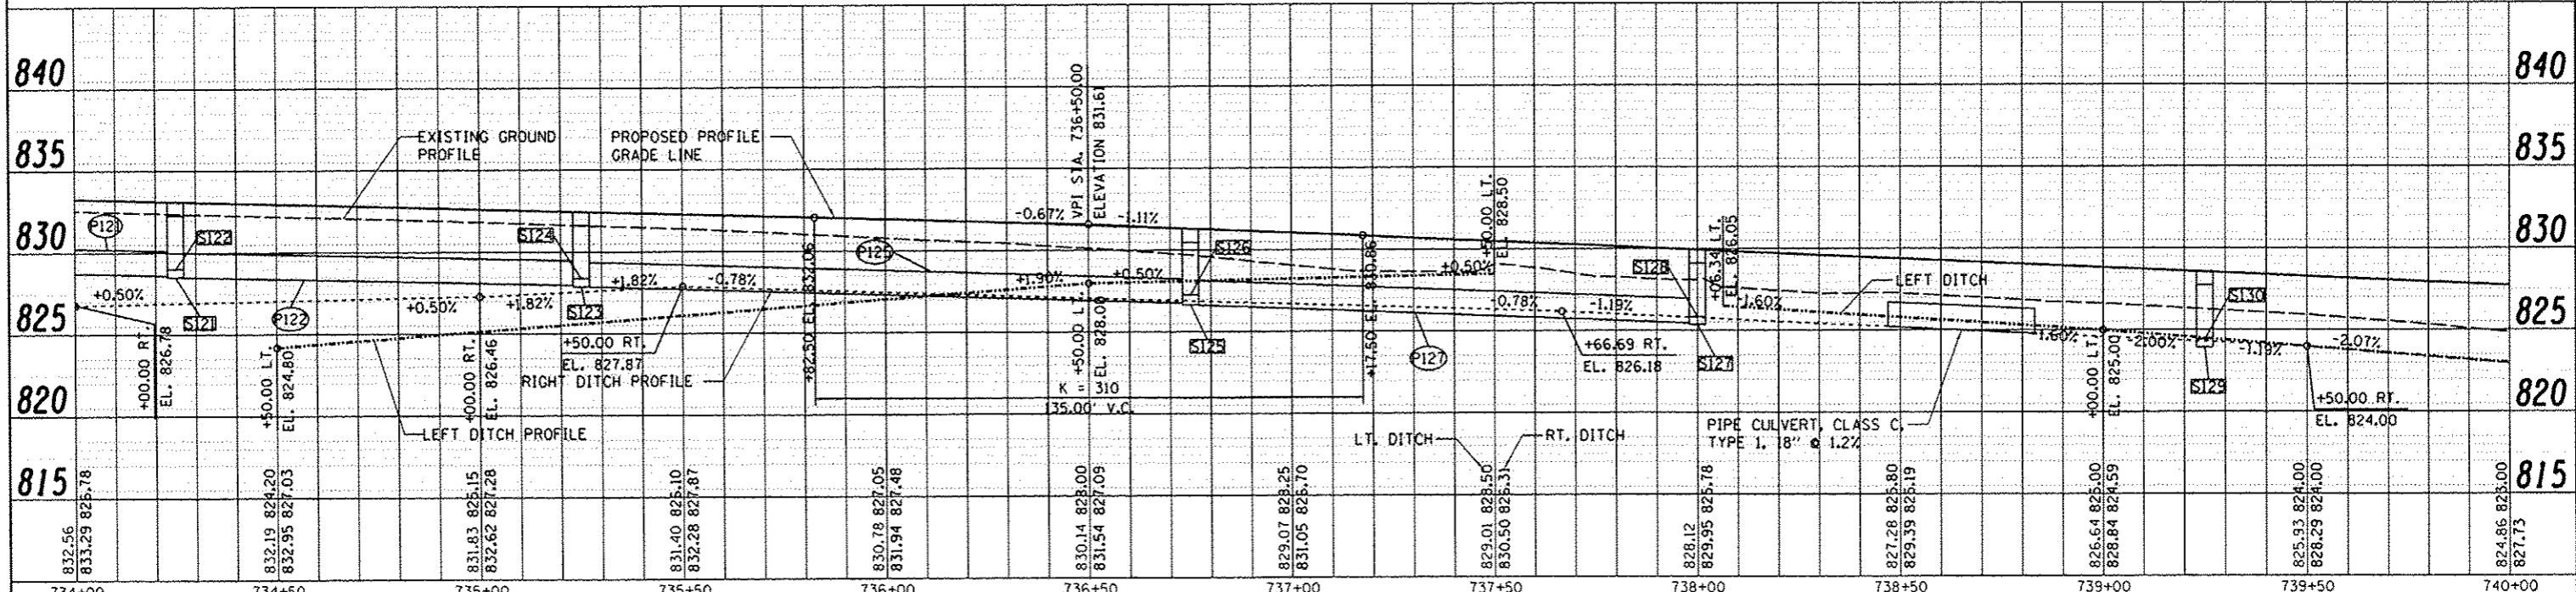 840
840
835
835
830
830
825
825
820
820
815
815
EXISTING GROUND
PROFILE
PROPOSED PROFILE
GRADE LINE
VPI STA. 736+50.00
ELEVATION 831.61
-0.67%
-1.11%
P121
S122
S121
P122
S124
S123
P125
S126
S125
P127
S128
S127
S130
S129
+0.50%
+0.50%
+1.82%
+1.82%
-0.78%
+1.90%
+0.50%
+0.50%
-0.78%
-1.19%
-1.60%
-1.60%
-2.00%
-1.19%
-2.07%
+00.00 RT.
EL. 826.78
+50.00 LT.
EL. 824.80
+00.00 RT.
EL. 826.46
+50.00 RT.
EL. 827.87
RIGHT DITCH PROFILE
LEFT DITCH PROFILE
+82.50 EL. 832.06
+50.00 LT.
EL. 828.00
K = 310
135.00' V.C.
+17.50 EL. 830.86
+50.00 LT.
EL. 828.50
+66.69 RT.
EL. 826.18
+06.34 LT.
EL. 826.05
LEFT DITCH
LT. DITCH
RT. DITCH
PIPE CULVERT, CLASS C,
TYPE 1, 18" @ 1.2%
+00.00 LT.
EL. 825.00
+50.00 RT.
EL. 824.00
832.56
833.29 826.78
832.19 824.20
832.95 827.03
831.83 825.15
832.62 827.28
831.40 826.10
832.28 827.87
830.78 827.05
831.94 827.48
830.14 828.00
831.54 827.09
829.07 828.25
831.05 826.70
829.01 828.50
830.50 826.31
828.12
829.95 825.78
827.28 825.80
829.39 825.19
826.64 825.00
828.84 824.59
825.93 824.00
828.29 824.00
824.86 823.00
827.73
734+00
734+50
735+00
735+50
736+00
736+50
737+00
737+50
738+00
738+50
739+00
739+50
740+00